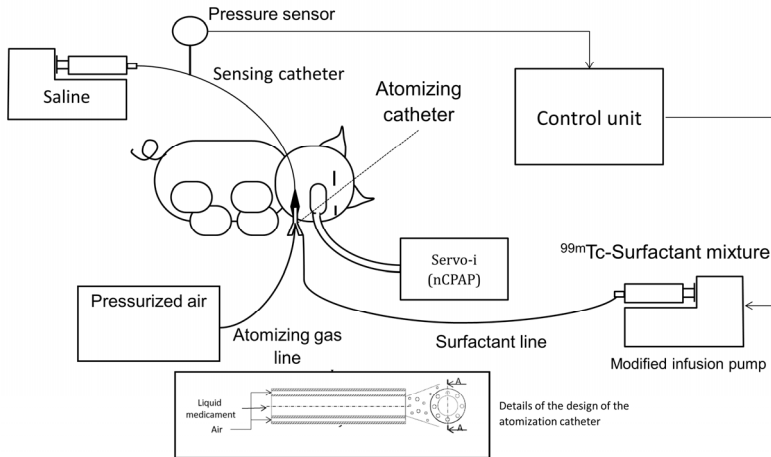 Pressure sensor
Saline
Sensing catheter
Atomizing
catheter
Control unit
Servo-i
(nCPAP)
99mTc-Surfactant mixture
Pressurized air
Atomizing gas
line
Surfactant line
Modified infusion pump
Liquid
medicament
Air
A
A
Details of the design of the
atomization catheter